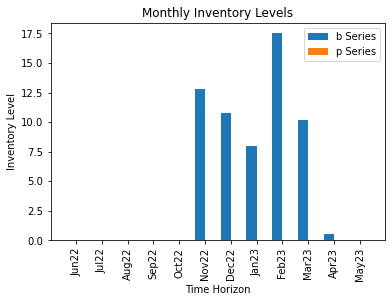 Monthly Inventory Levels
b Series
p Series
Inventory Level
17.5
15.0
12.5
10.0
7.5
5.0
2.5
0.0
Jun22
Jul22
Aug22
Sep22
Oct22
Nov22
Dec22
Jan23
Feb23
Mar23
Apr23
May23
Time Horizon